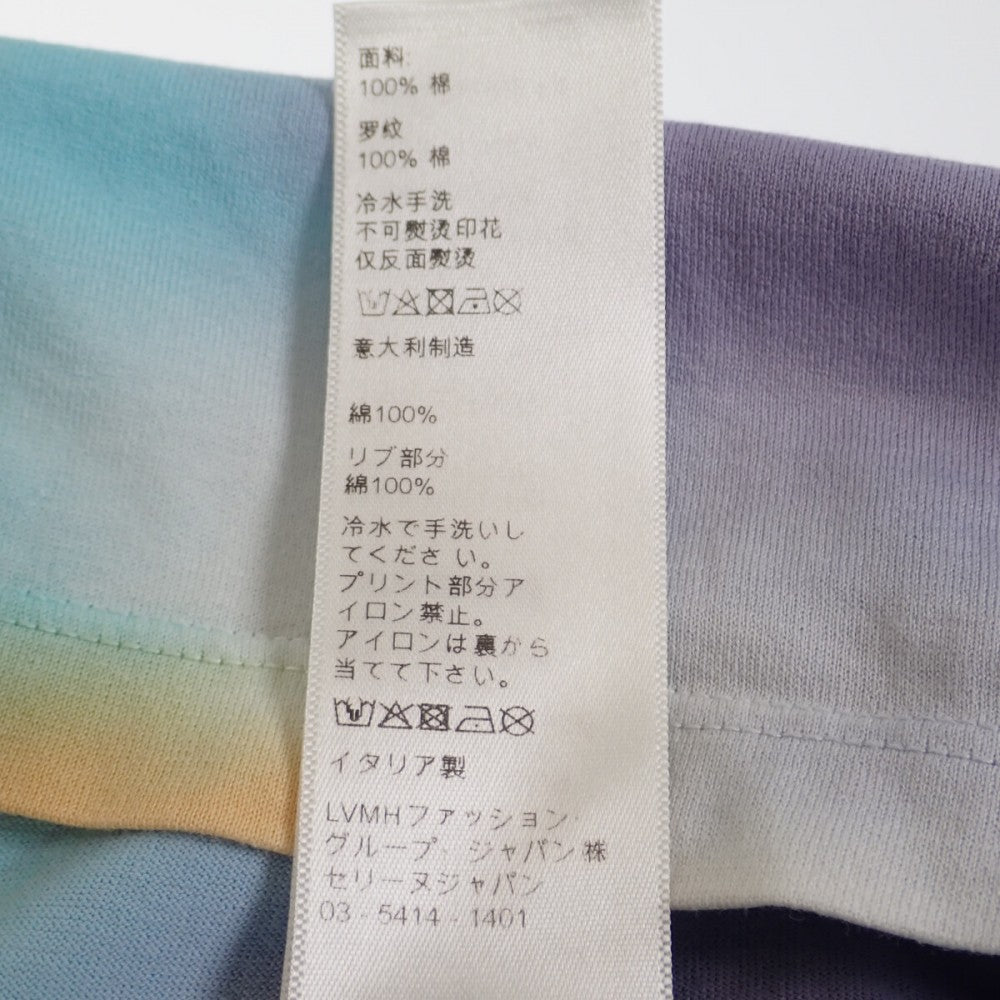 面料:
100% 棉
罗纹
100% 棉
冷水手洗
不可熨烫印花
仅反面熨烫
意大利制造
綿100%
リブ部分
綿100%
冷水で手洗いし
てくださ い。
プリント部分ア
イロン禁止。
アイロンは裏から
当てて下さい。
イタリア製
LVMHファッション・
グループ・ジャパン株
セリーヌジャパン
03 - 5414 - 1401